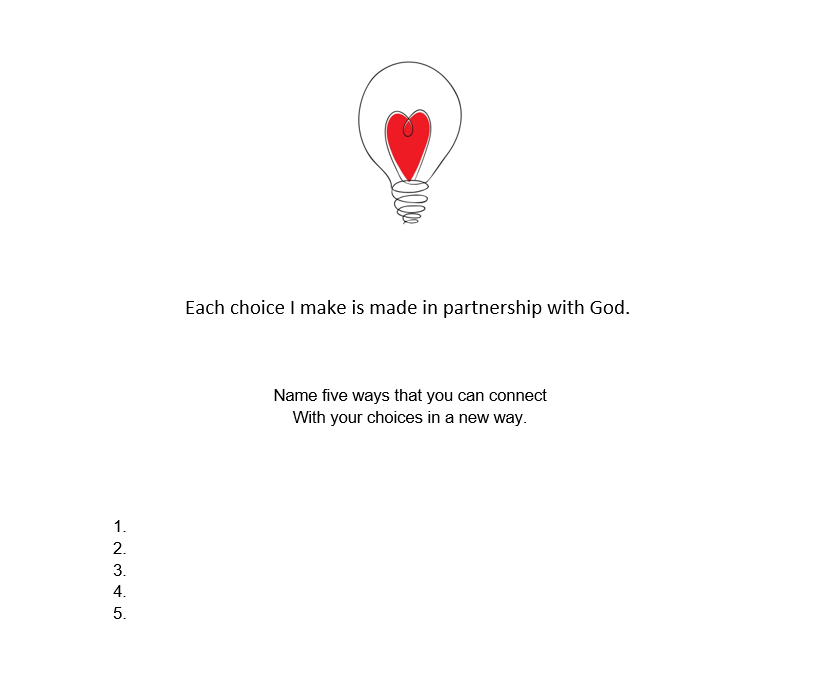 Each choice I make is made in partnership with God.
Name five ways that you can connect
With your choices in a new way.
1.
2.
3.
4.
5.